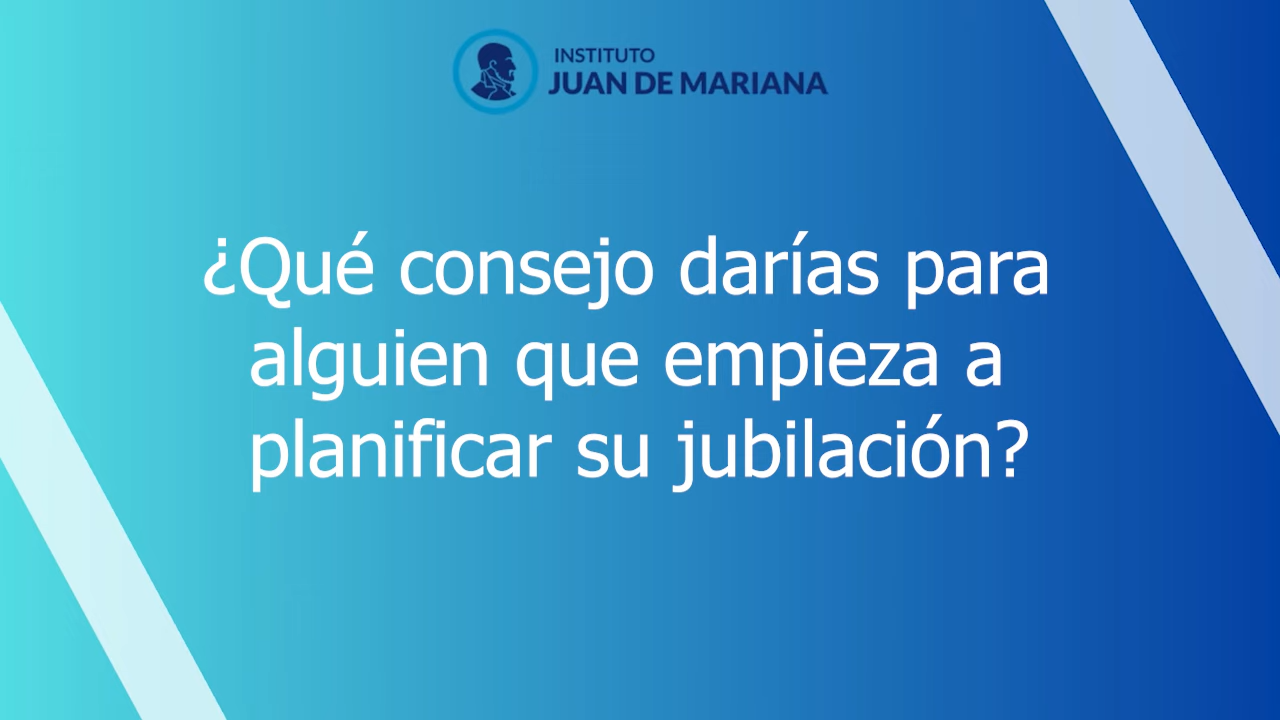 INSTITUTO
JUAN DE MARIANA
¿Qué consejo darías para
alguien que empieza a
planificar su jubilación?